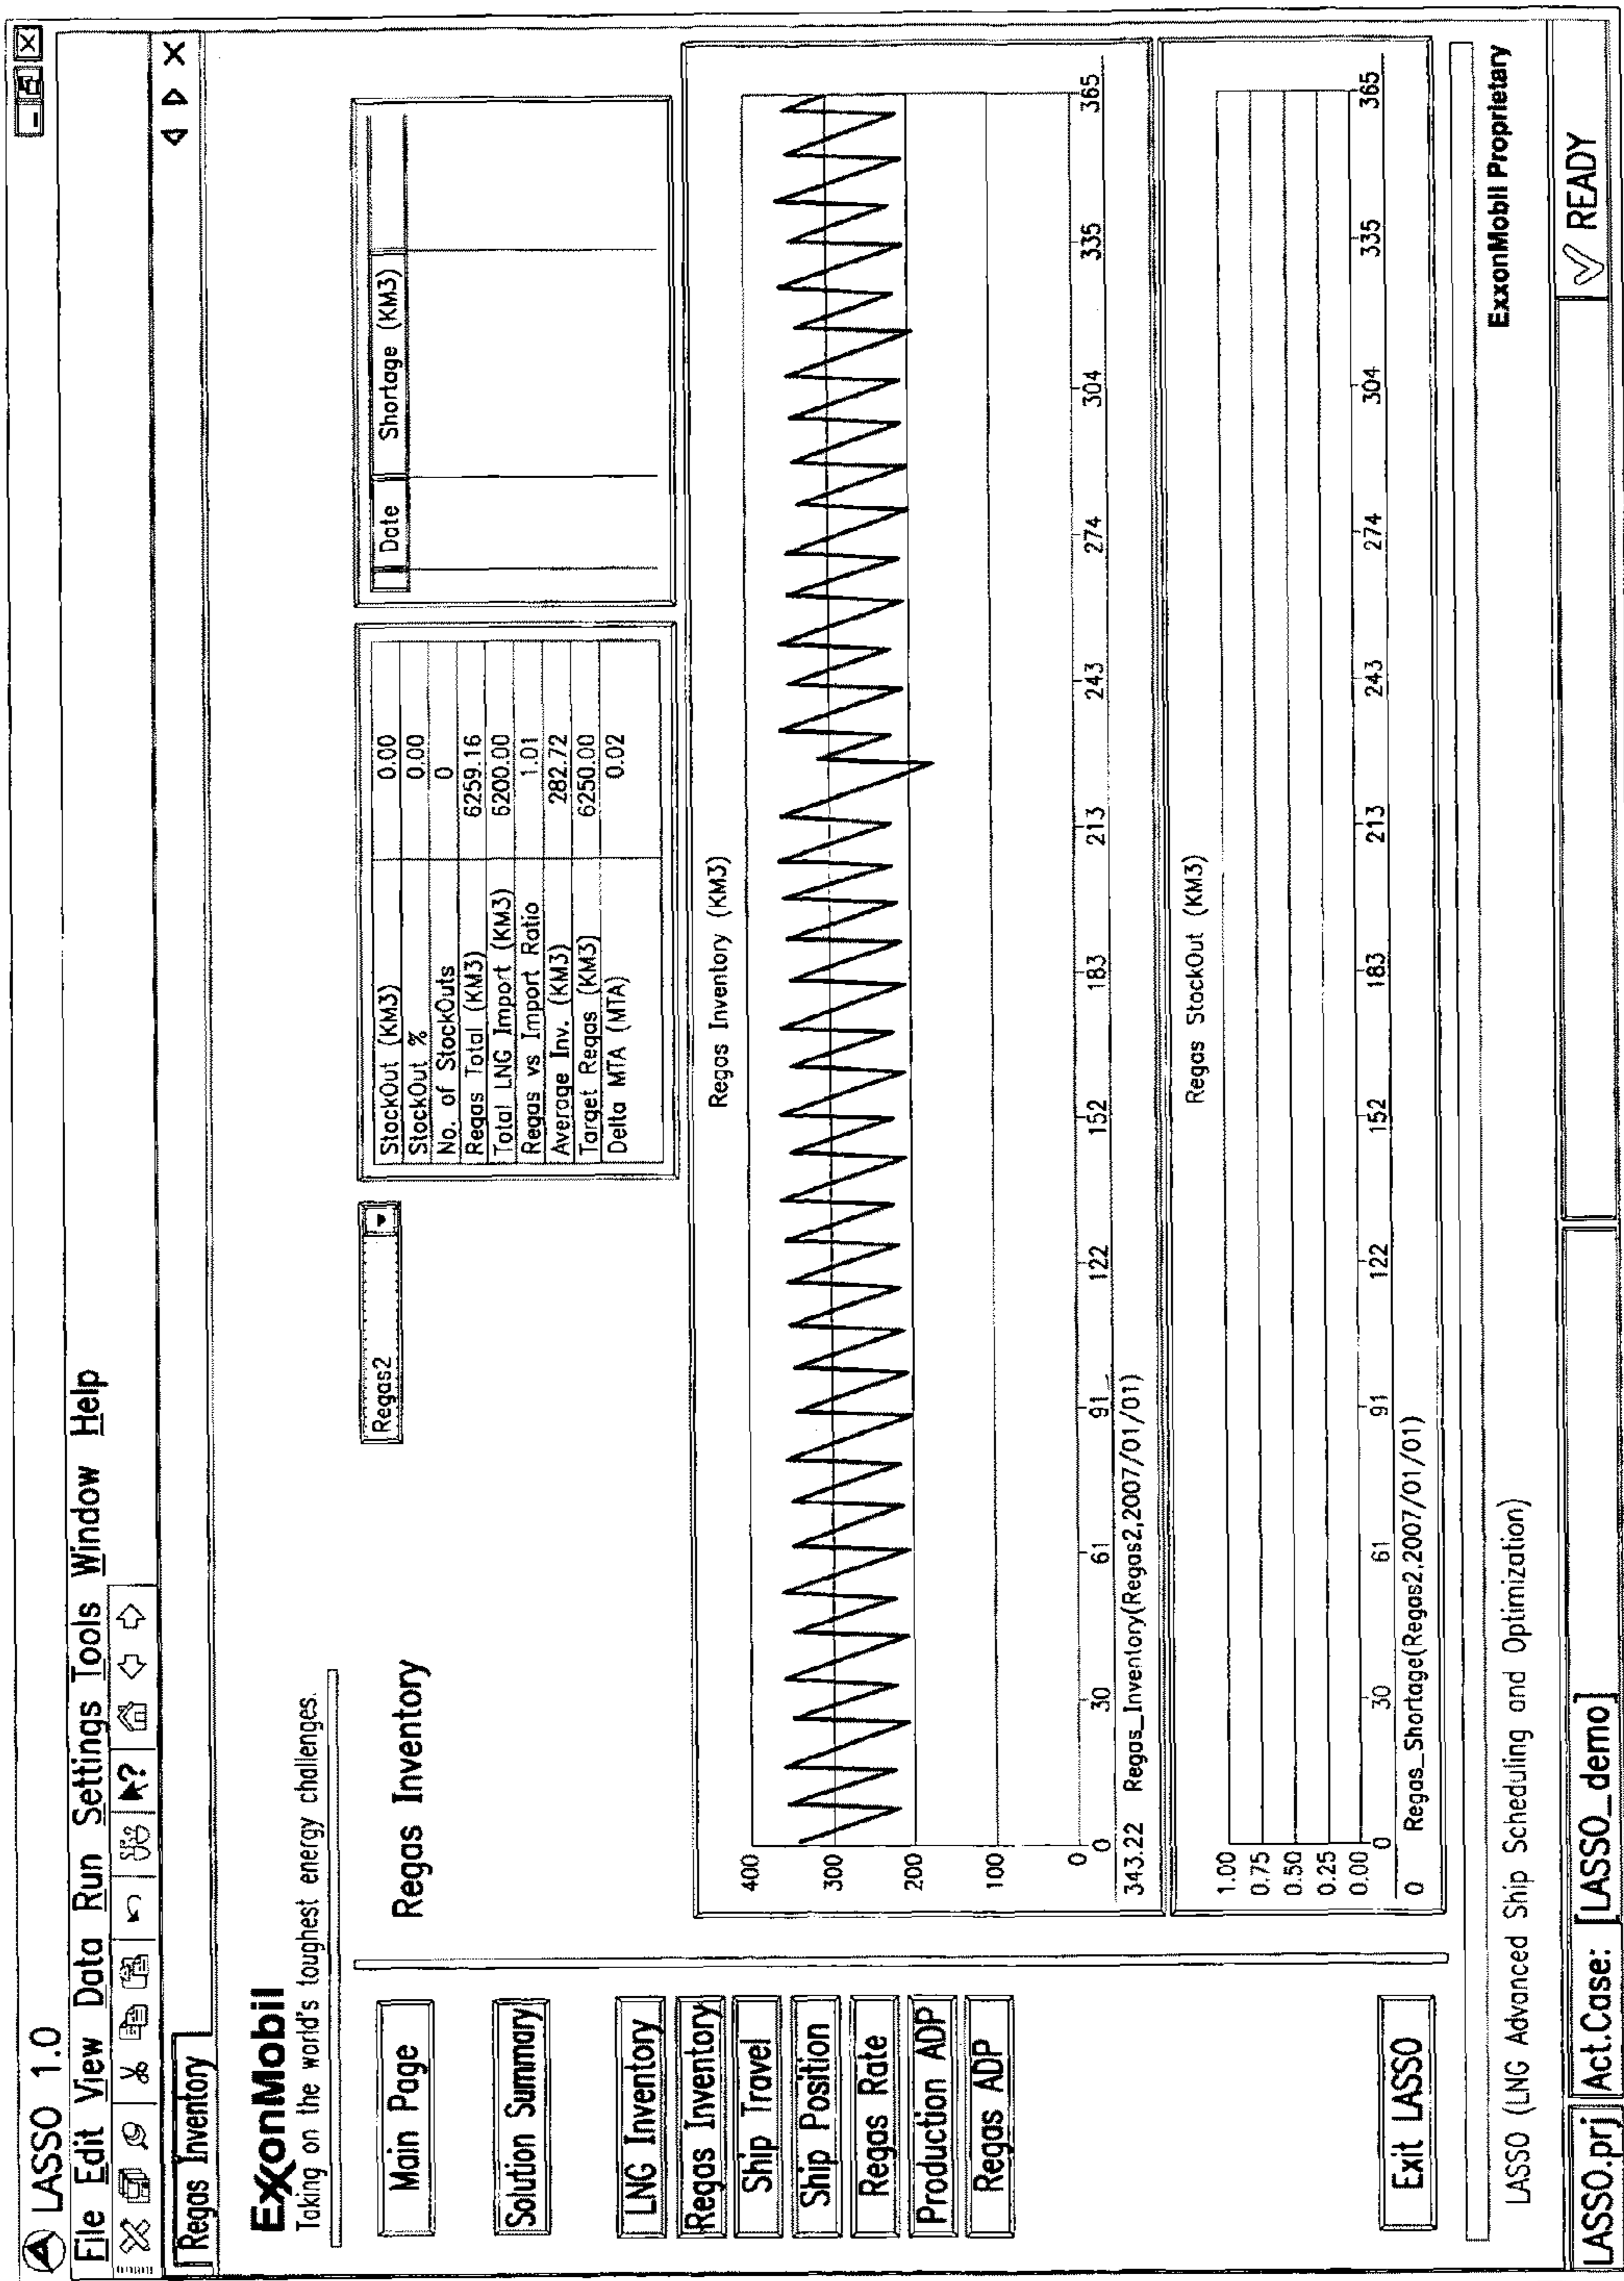 LASSO 1.0
File Edit View Data Run Settings Tools Window Help
Regas Inventory
ExxonMobil
Taking on the world's toughest energy challenges.
Main Page
Solution Summary
LNG Inventory
Regas Inventory
Ship Travel
Ship Position
Regas Rate
Production ADP
Regas ADP
Exit LASSO
Regas Inventory
Regas2
StockOut (KM3) 0.00
StockOut % 0.00
No. of StockOuts 0
Regas Total (KM3) 6259.16
Total LNG Import (KM3) 6200.00
Regas vs Import Ratio 1.01
Average Inv. (KM3) 282.72
Target Regas (KM3) 6250.00
Delta MTA (MTA) 0.02
Date Shortage (KM3)
Regas Inventory (KM3)
400
300
200
100
0
0 30 61 91 122 152 183 213 243 274 304 335 365
343.22 Regas_Inventory(Regas2,2007/01/01)
Regas StockOut (KM3)
1.00
0.75
0.50
0.25
0.00
0 30 61 91 122 152 183 213 243 274 304 335 365
0 Regas_Shortage(Regas2,2007/01/01)
ExxonMobil Proprietary
LASSO (LNG Advanced Ship Scheduling and Optimization)
LASSO.prj Act.Case: [LASSO_demo] READY